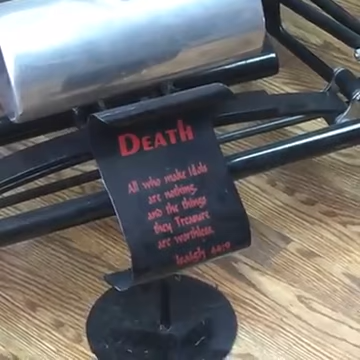 Death
All who make Idols
are nothing,
and the things
they Treasure
are worthless.
Isaiah 44:9